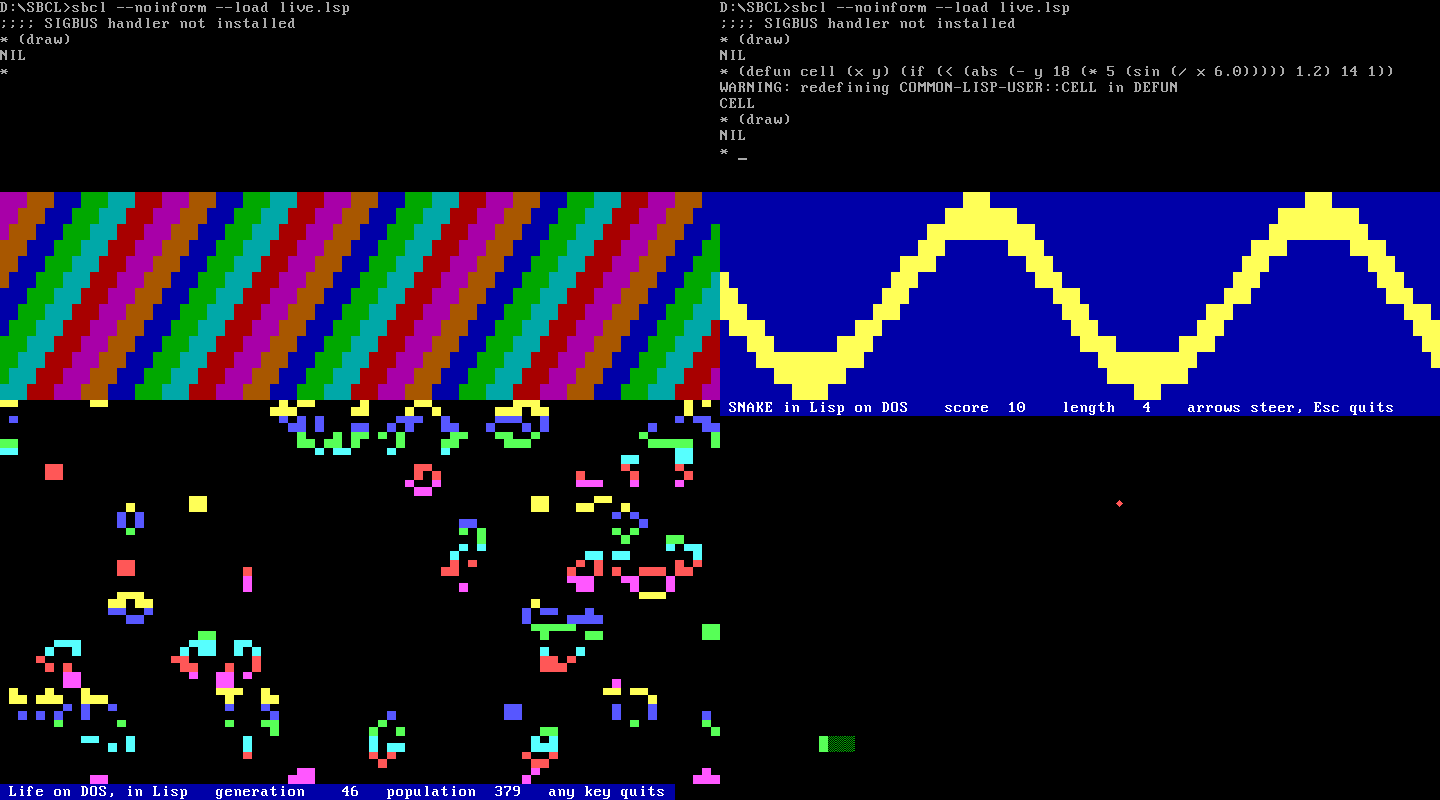 D:\SBCL>sbcl --noinform --load live.lsp
;;;; SIGBUS handler not installed
* (draw)
NIL
*
D:\SBCL>sbcl --noinform --load live.lsp
;;;; SIGBUS handler not installed
* (draw)
NIL
* (defun cell (x y) (if (< (abs (- y 18 (* 5 (sin (/ x 6.0))))) 1.2) 14 1))
WARNING: redefining COMMON-LISP-USER::CELL in DEFUN
CELL
* (draw)
NIL
* _
SNAKE in Lisp on DOS    score  10    length   4    arrows steer, Esc quits
Life on DOS, in Lisp   generation    46   population  379   any key quits